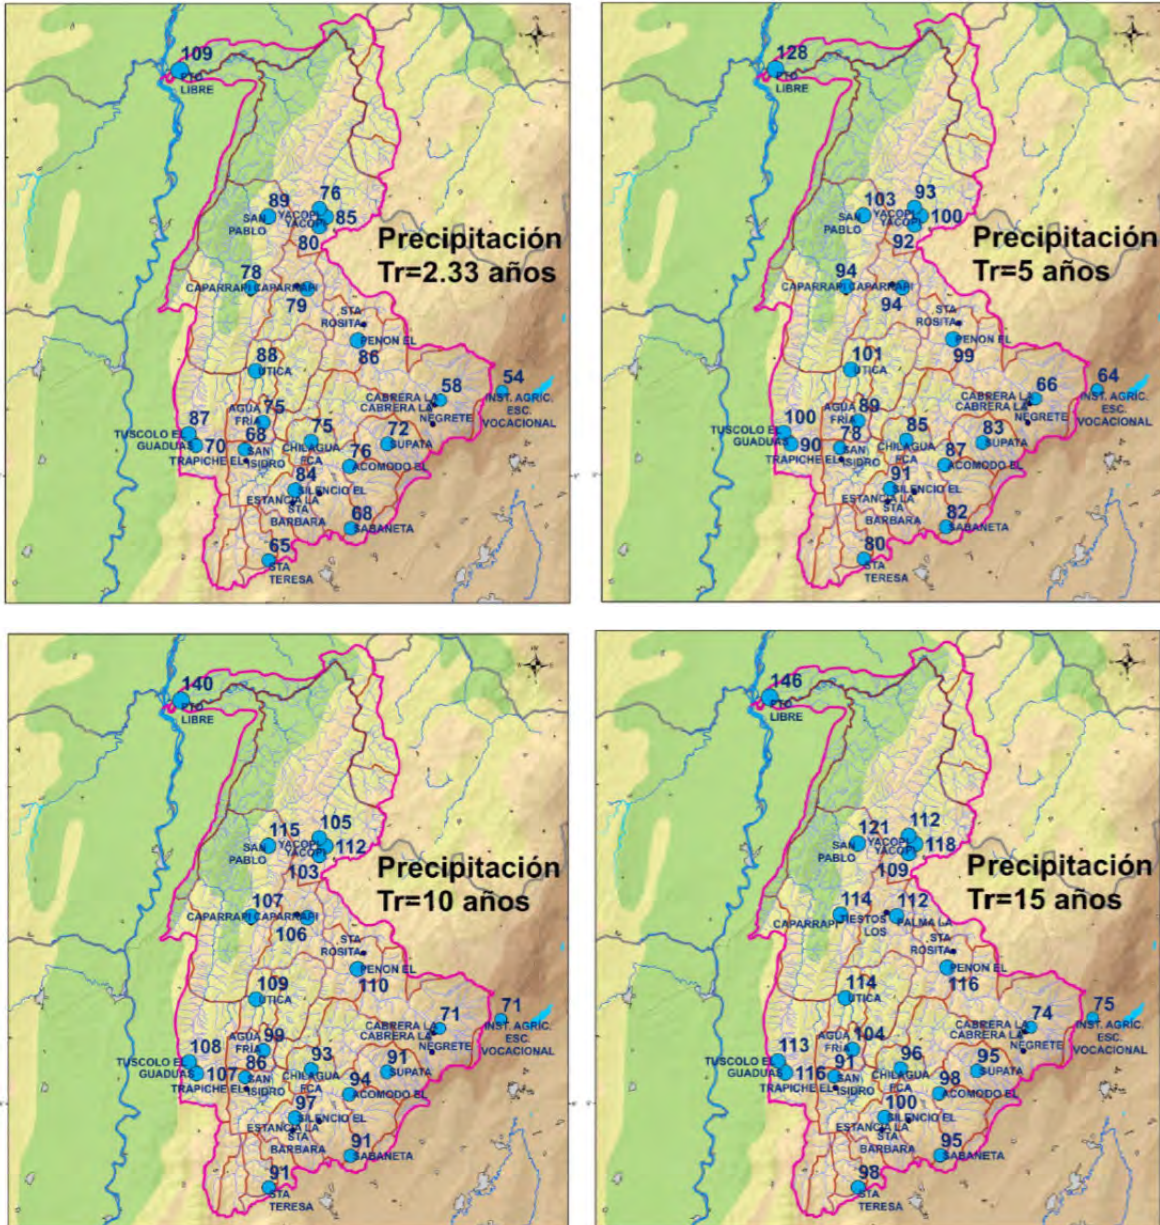 109
PTO
LIBRE
89
SAN
PABLO
76
YACOPI
YACOPI
85
80
Precipitación
Tr=2.33 años
78
CAPARRAPI CAPARRAPI
79
STA
ROSITA
PENON EL
86
88
UTICA
58
54
CABRERA LA
CABRERA LA
NEGRETE
INST. AGRIC.
ESC.
VOCACIONAL
87
TUSCOLO EL
GUADUAS
70
TRAPICHE EL
AGUA
FRÍA
75
68
SAN
ISIDRO
75
CHILAGUA
FCA
72
SUPATA
76
ACOMODO EL
84
SILENCIO EL
ESTANCIA LA
STA
BARBARA
68
SABANETA
65
STA
TERESA
128
PTO
LIBRE
103
SAN
PABLO
93
YACOPI
YACOPI
100
92
Precipitación
Tr=5 años
94
CAPARRAPI CAPARRAPI
94
STA
ROSITA
PENON EL
99
101
UTICA
66
64
CABRERA LA
CABRERA LA
NEGRETE
INST. AGRIC.
ESC.
VOCACIONAL
100
TUSCOLO EL
GUADUAS
90
TRAPICHE EL
AGUA
FRÍA
89
78
SAN
ISIDRO
85
CHILAGUA
FCA
83
SUPATA
87
ACOMODO EL
91
SILENCIO EL
ESTANCIA LA
STA
BARBARA
82
SABANETA
80
STA
TERESA
140
PTO
LIBRE
115
SAN
PABLO
105
YACOPI
YACOPI
112
103
Precipitación
Tr=10 años
107
CAPARRAPI CAPARRAPI
106
STA
ROSITA
PENON EL
110
109
UTICA
71
71
CABRERA LA
CABRERA LA
NEGRETE
INST. AGRIC.
ESC.
VOCACIONAL
108
TUSCOLO EL
GUADUAS
107
TRAPICHE EL
AGUA
FRÍA
99
86
SAN
ISIDRO
93
CHILAGUA
FCA
91
SUPATA
94
ACOMODO EL
97
SILENCIO EL
ESTANCIA LA
STA
BARBARA
91
SABANETA
91
STA
TERESA
146
PTO
LIBRE
121
SAN
PABLO
112
YACOPI
YACOPI
118
109
Precipitación
Tr=15 años
114
CAPARRAPI
TIESTOS
LOS
112
PALMA LA
STA
ROSITA
PENON EL
116
114
UTICA
74
75
CABRERA LA
CABRERA LA
NEGRETE
INST. AGRIC.
ESC.
VOCACIONAL
113
TUSCOLO EL
GUADUAS
116
TRAPICHE EL
AGUA
FRÍA
104
91
SAN
ISIDRO
96
CHILAGUA
FCA
95
SUPATA
98
ACOMODO EL
100
SILENCIO EL
ESTANCIA LA
STA
BARBARA
95
SABANETA
98
STA
TERESA